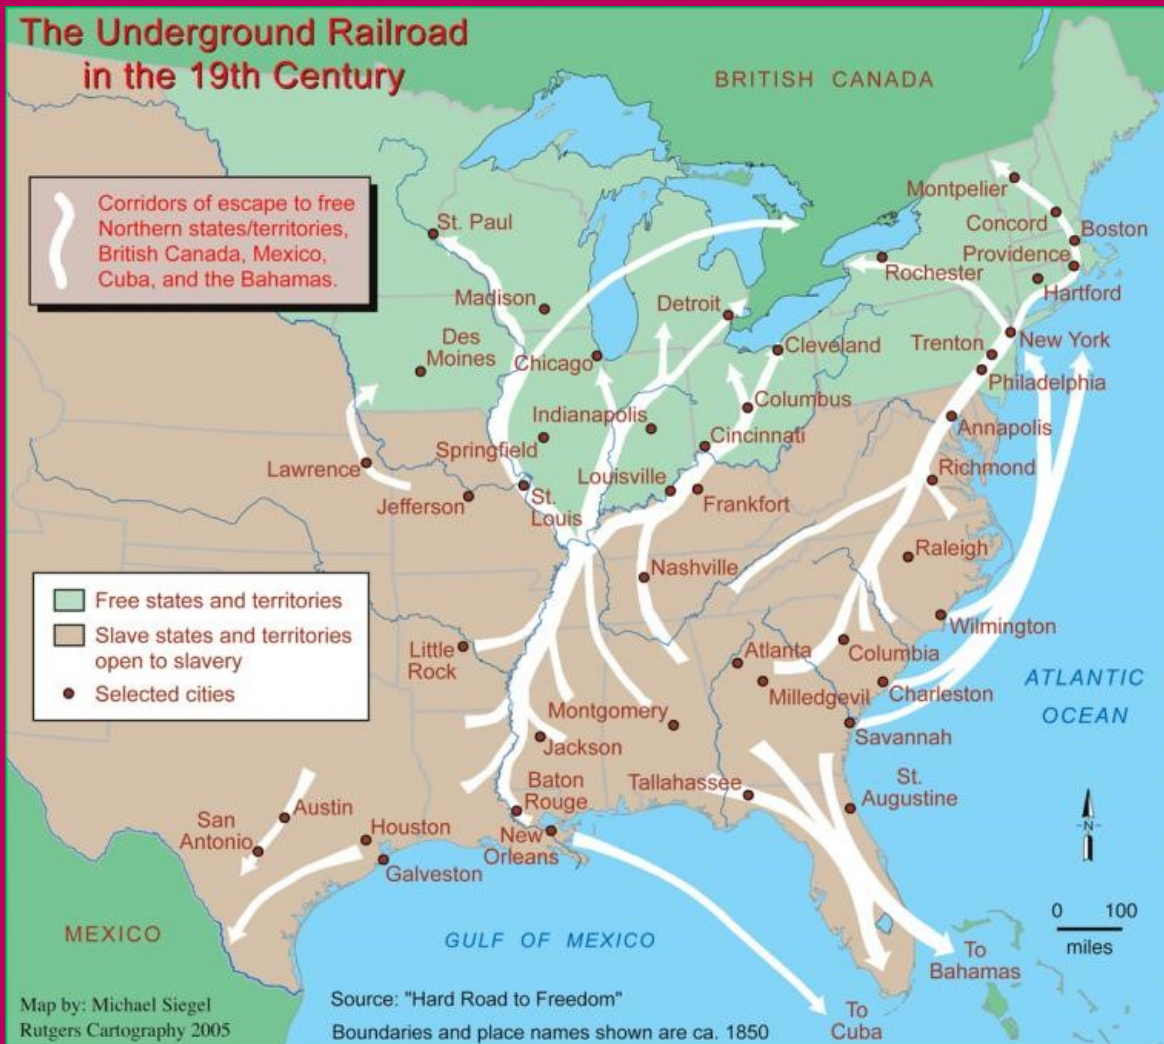 The Underground Railroad
in the 19th Century
BRITISH CANADA
Corridors of escape to free
Northern states/territories,
British Canada, Mexico,
Cuba, and the Bahamas.
St. Paul
Madison
Des
Moines
Chicago
Detroit
Cleveland
Montpelier
Concord
Boston
Providence
Rochester
Hartford
New York
Trenton
Philadelphia
Indianapolis
Columbus
Cincinnati
Annapolis
Springfield
Lawrence
Louisville
Richmond
Jefferson
St.
Louis
Frankfort
Raleigh
Nashville
Wilmington
Free states and territories
Slave states and territories
open to slavery
Selected cities
Little
Rock
Atlanta
Columbia
Milledgevil
Charleston
ATLANTIC
OCEAN
Montgomery
Jackson
Savannah
Tallahassee
St.
Augustine
Baton
Rouge
New
Orleans
Austin
San
Antonio
Houston
Galveston
N
0 100
miles
MEXICO
GULF OF MEXICO
To
Bahamas
To
Cuba
Map by: Michael Siegel
Rutgers Cartography 2005
Source: "Hard Road to Freedom"
Boundaries and place names shown are ca. 1850